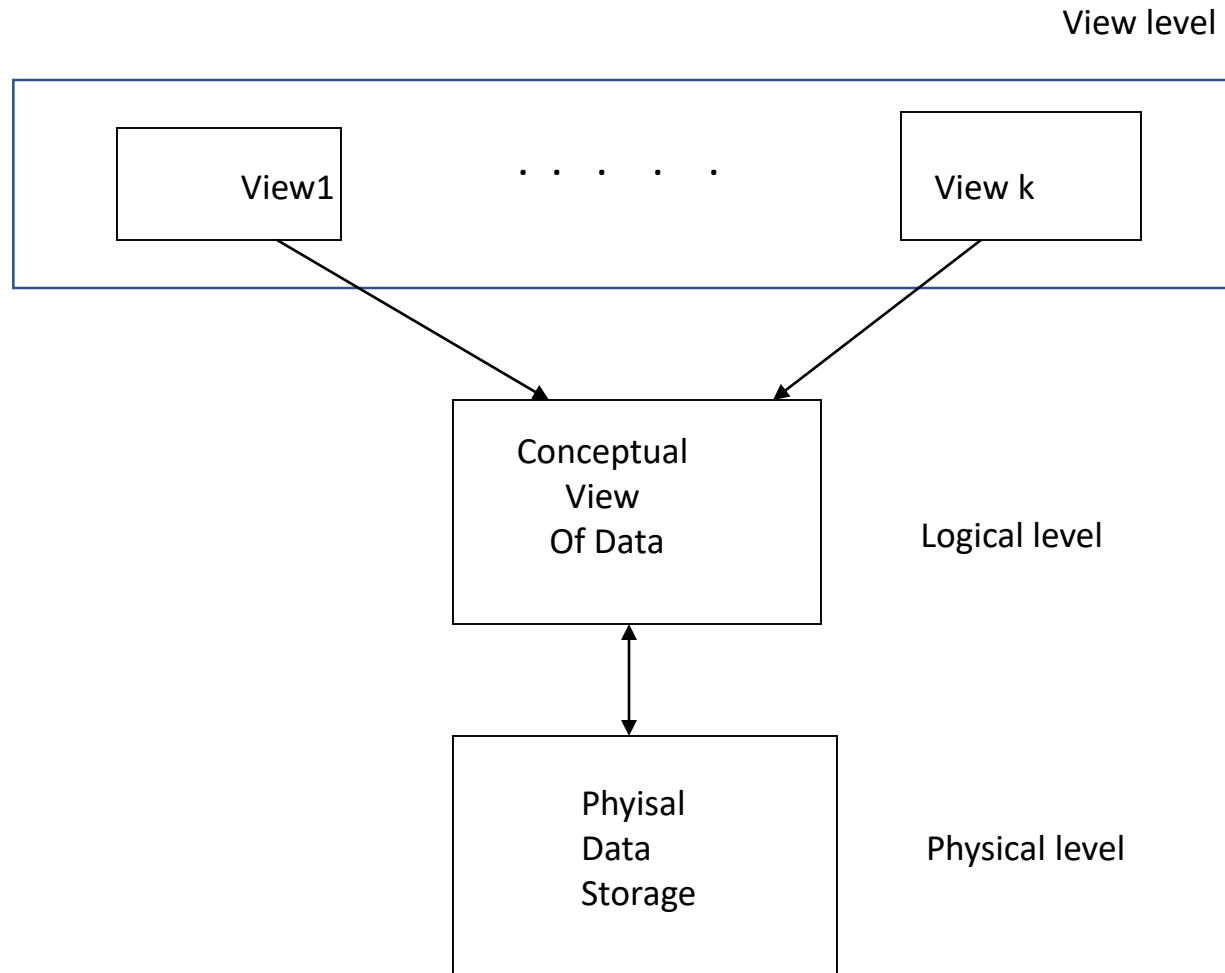 View level
View1
. . . . .
View k
Conceptual
View
Of Data
Logical level
Phyisal
Data
Storage
Physical level